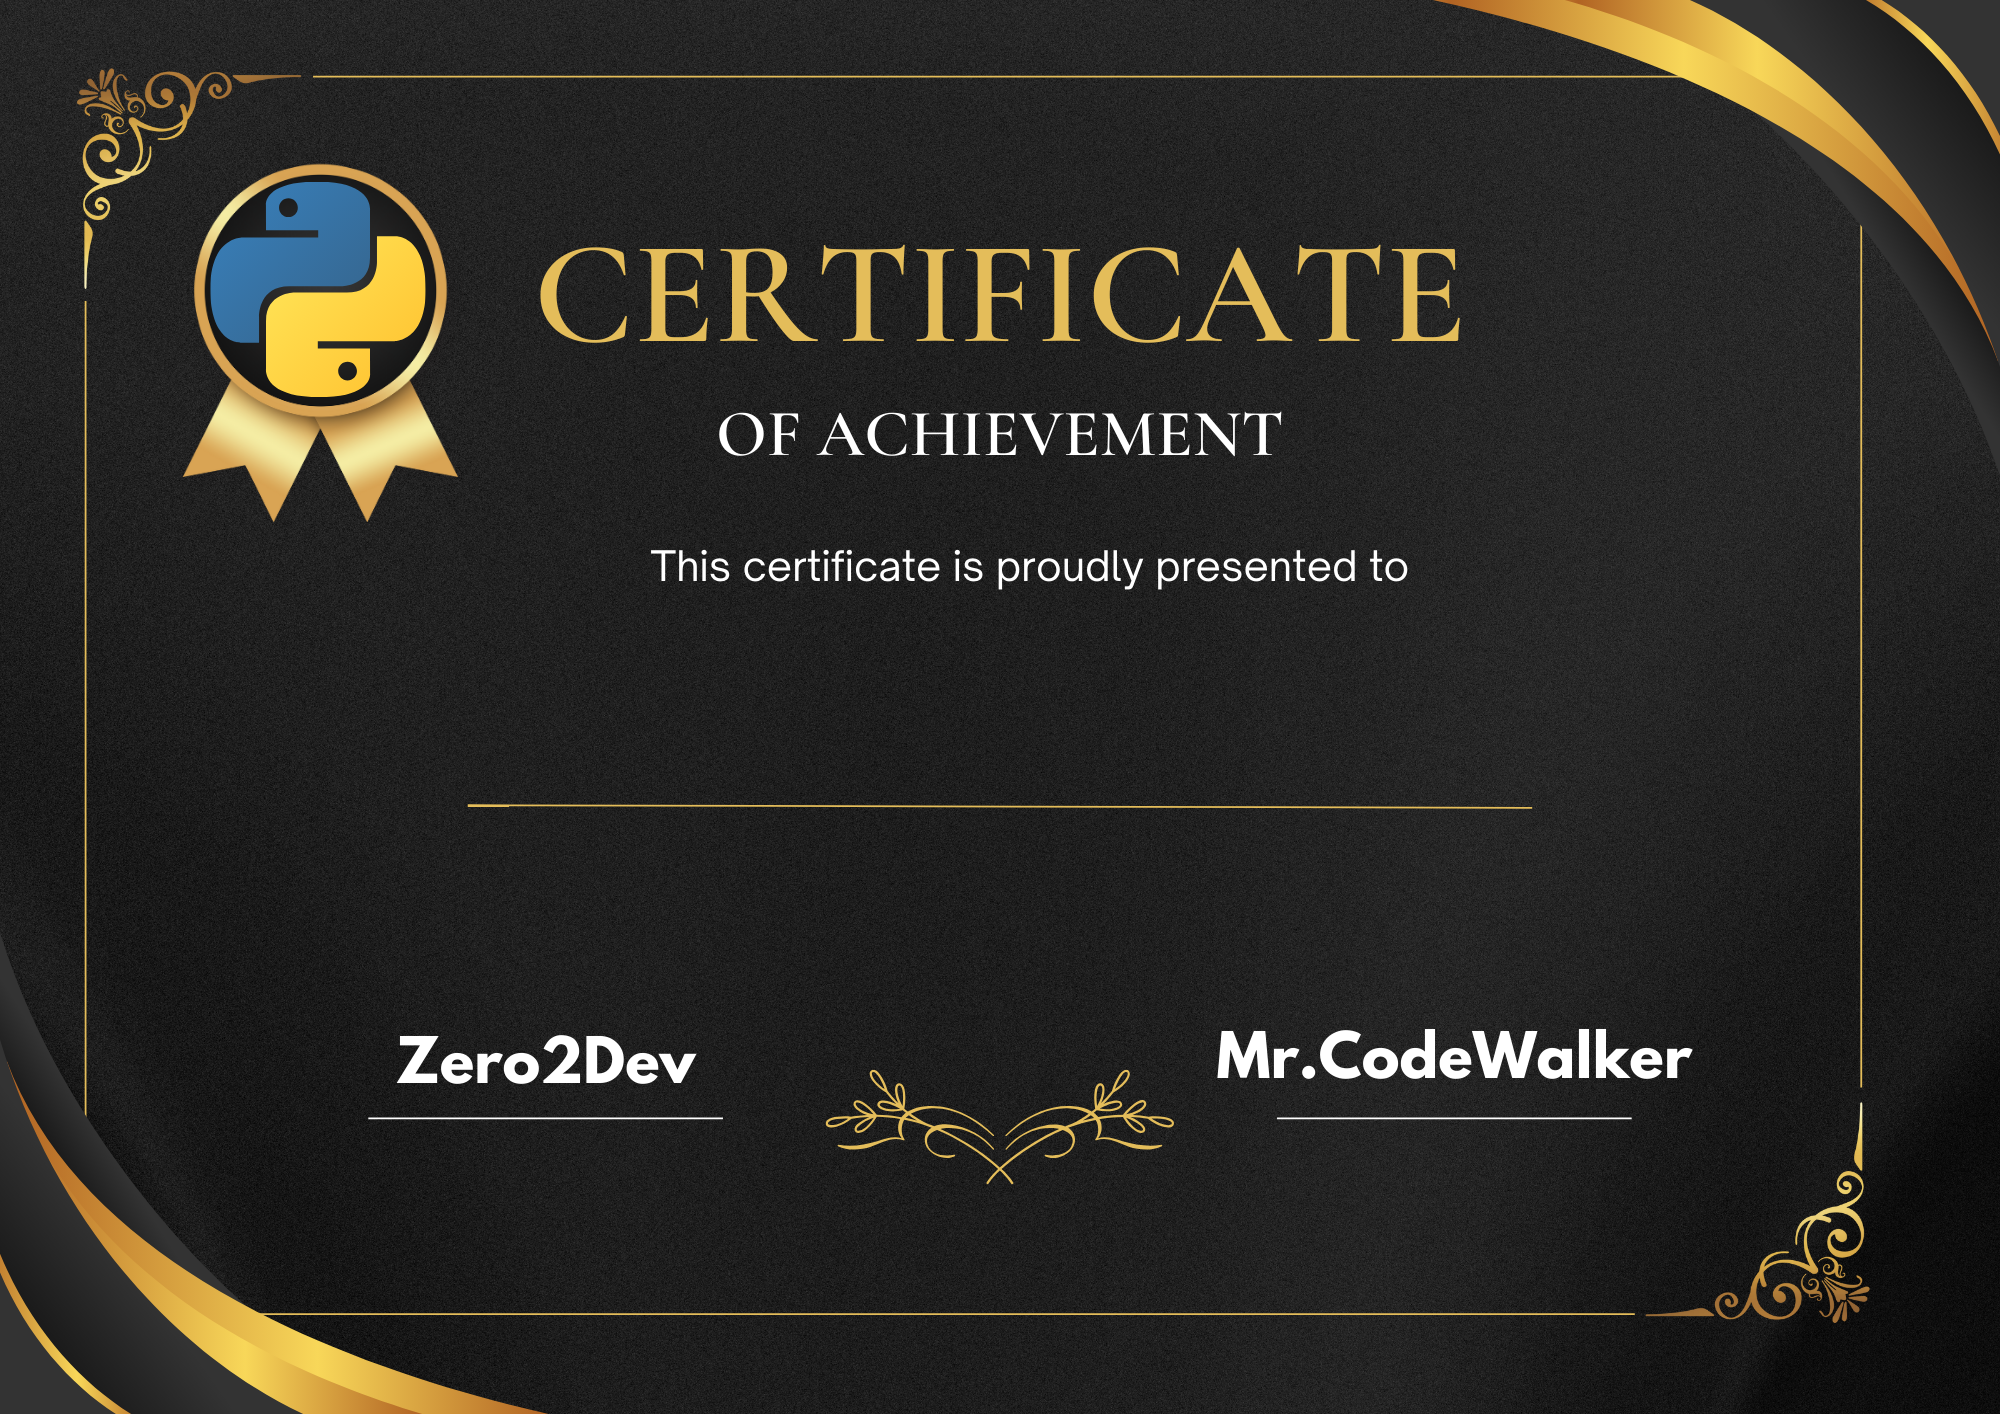 CERTIFICATE
OF ACHIEVEMENT
This certificate is proudly presented to
Zero2Dev
Mr.CodeWalker